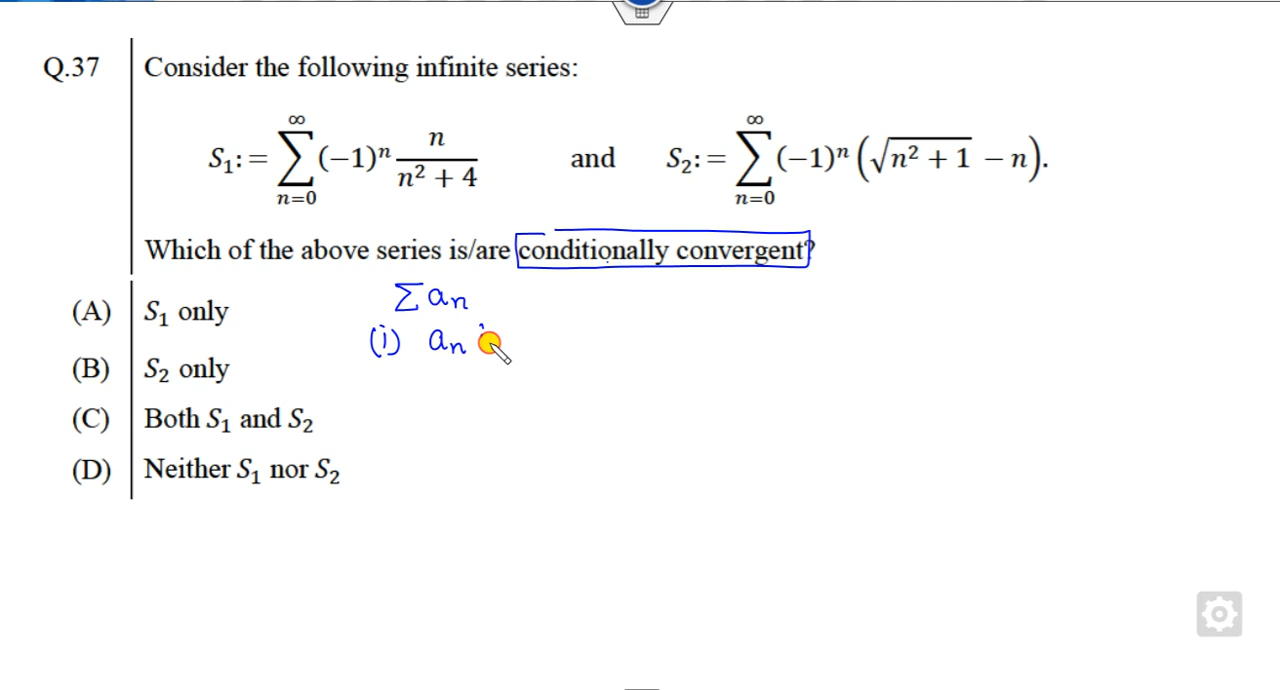 Q.37 Consider the following infinite series:
S₁:= ∑_{n=0}^{∞} (−1)ⁿ n/(n² + 4) and S₂:= ∑_{n=0}^{∞} (−1)ⁿ (√(n² + 1) − n).
Which of the above series is/are conditionally convergent?
∑ aₙ
(A) S₁ only
(i) aₙ
(B) S₂ only
(C) Both S₁ and S₂
(D) Neither S₁ nor S₂